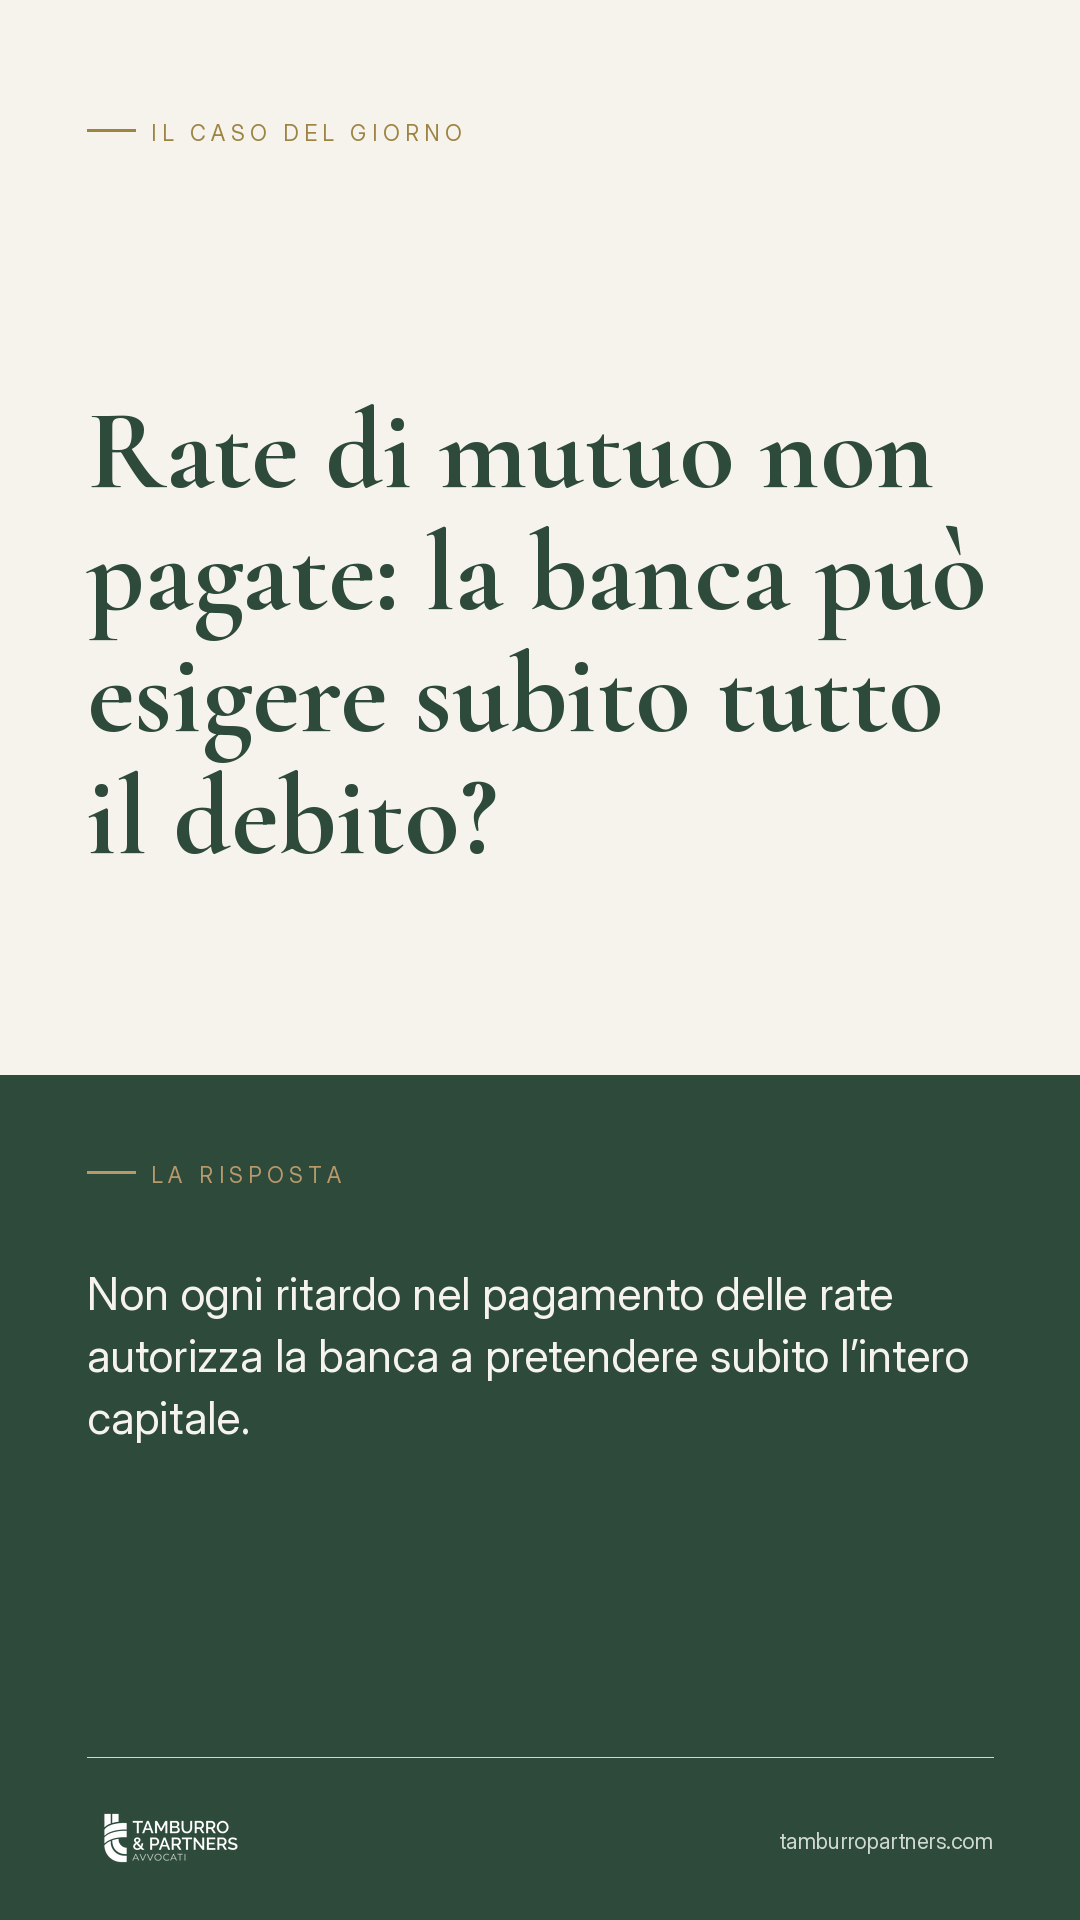 IL CASO DEL GIORNO
Rate di mutuo non
pagate: la banca può
esigere subito tutto
il debito?
LA RISPOSTA
Non ogni ritardo nel pagamento delle rate
autorizza la banca a pretendere subito l’intero
capitale.
TAMBURRO
& PARTNERS
AVVOCATI
tamburropartners.com